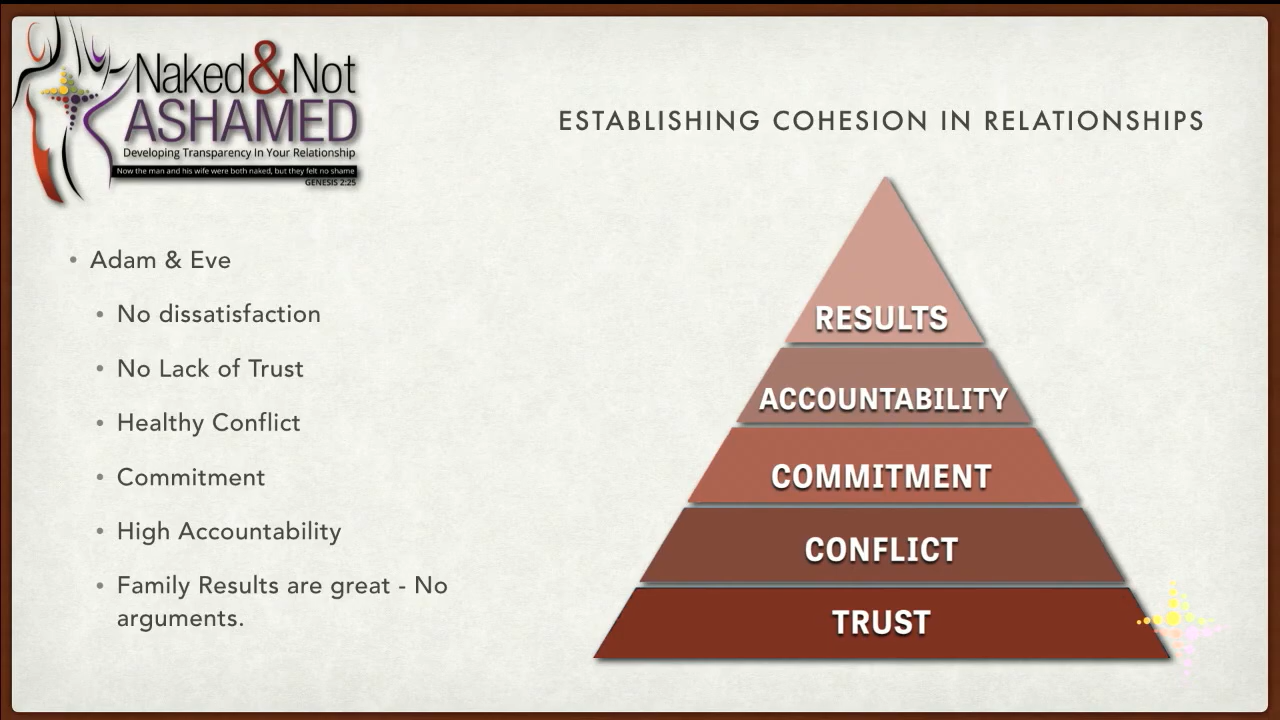 Naked & Not
ASHAMED
Developing Transparency In Your Relationship
Now the man and his wife were both naked, but they felt no shame
GENESIS 2:25
ESTABLISHING COHESION IN RELATIONSHIPS
• Adam & Eve
• No dissatisfaction
• No Lack of Trust
• Healthy Conflict
• Commitment
• High Accountability
• Family Results are great - No
arguments.
RESULTS
ACCOUNTABILITY
COMMITMENT
CONFLICT
TRUST